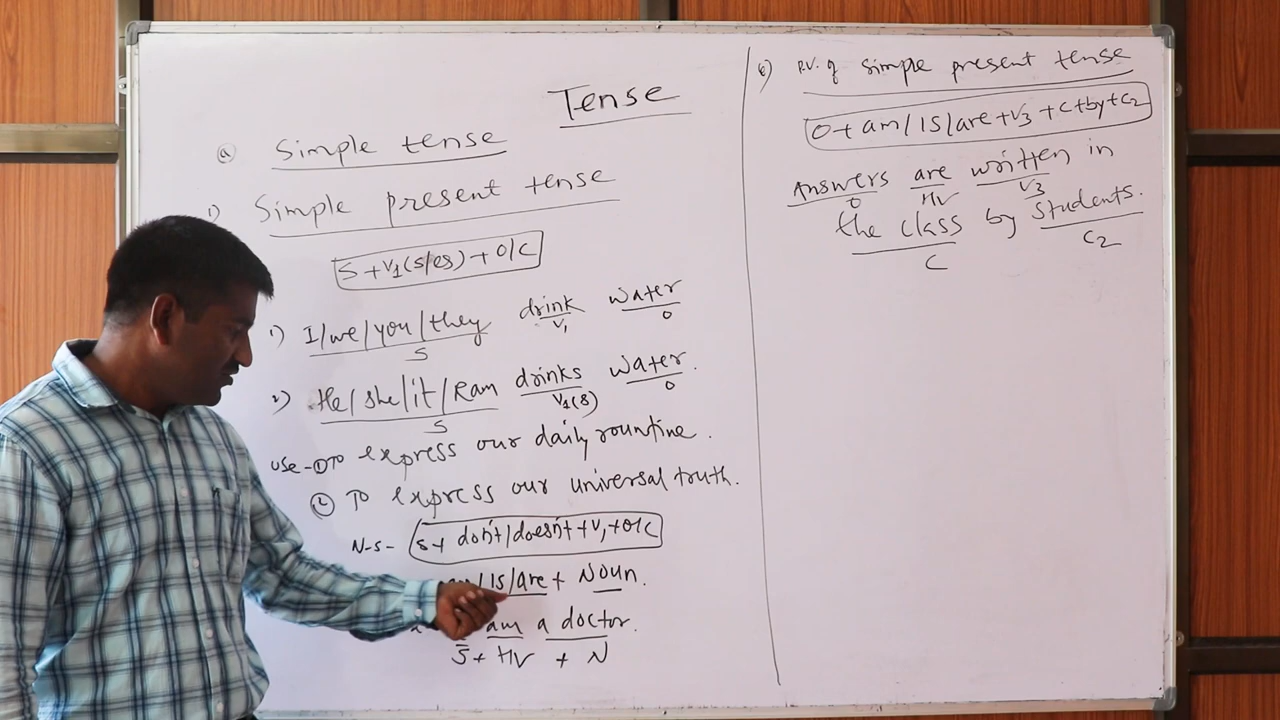 Tense
a Simple tense
1) Simple present tense
S+V1(s/es)+O/C
1) I/we/you/they drink water
S V1 O
2) He/she/it/Ram drinks water.
S V1(s) O
Use - ① To express our daily rountine.
② To express our universal truth.
N-S- S+ don't/doesn't+V1+O/C
/is/are+ Noun.
am a doctor.
S+ HV + N
P.V. of simple present tense
O+am/is/are+V3+C+by+C2
Answers are written in
O HV V3
the class by students.
C C2